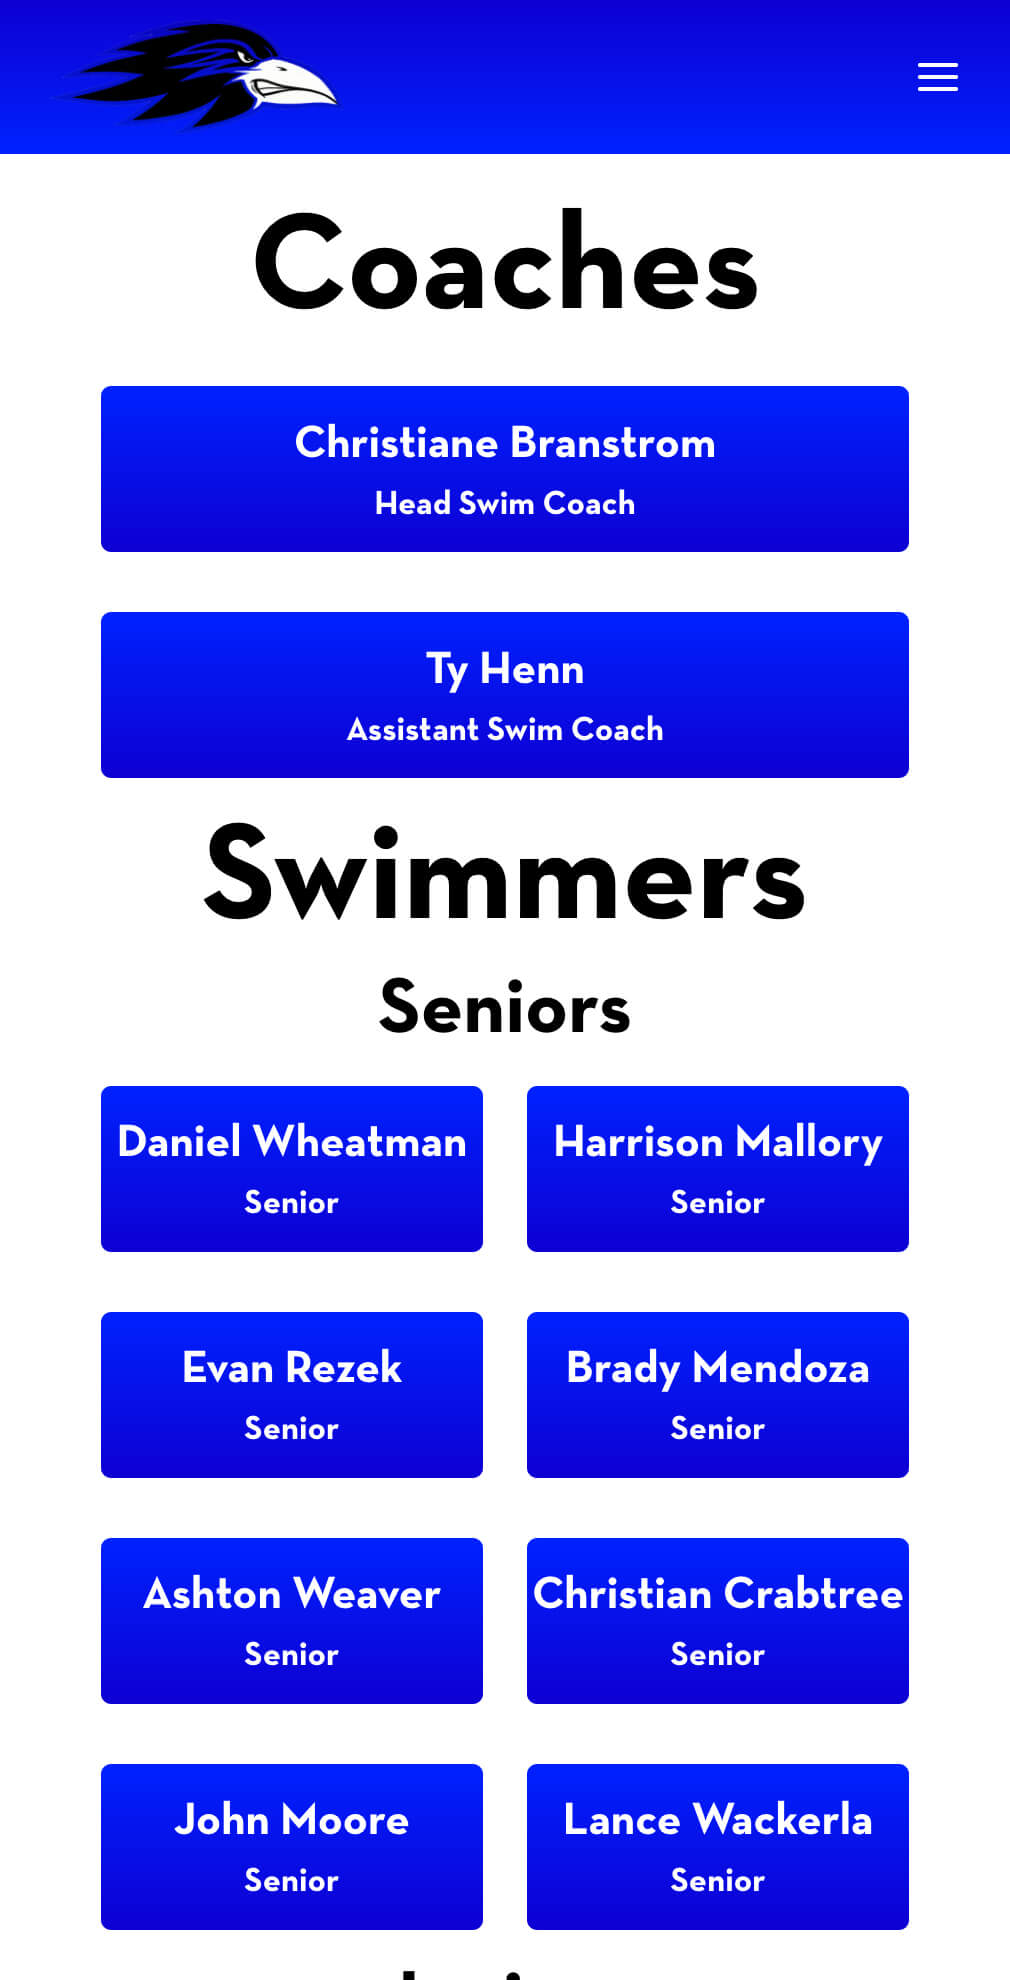 Coaches
Christiane Branstrom
Head Swim Coach
Ty Henn
Assistant Swim Coach
Swimmers
Seniors
Daniel Wheatman
Senior
Harrison Mallory
Senior
Evan Rezek
Senior
Brady Mendoza
Senior
Ashton Weaver
Senior
Christian Crabtree
Senior
John Moore
Senior
Lance Wackerla
Senior